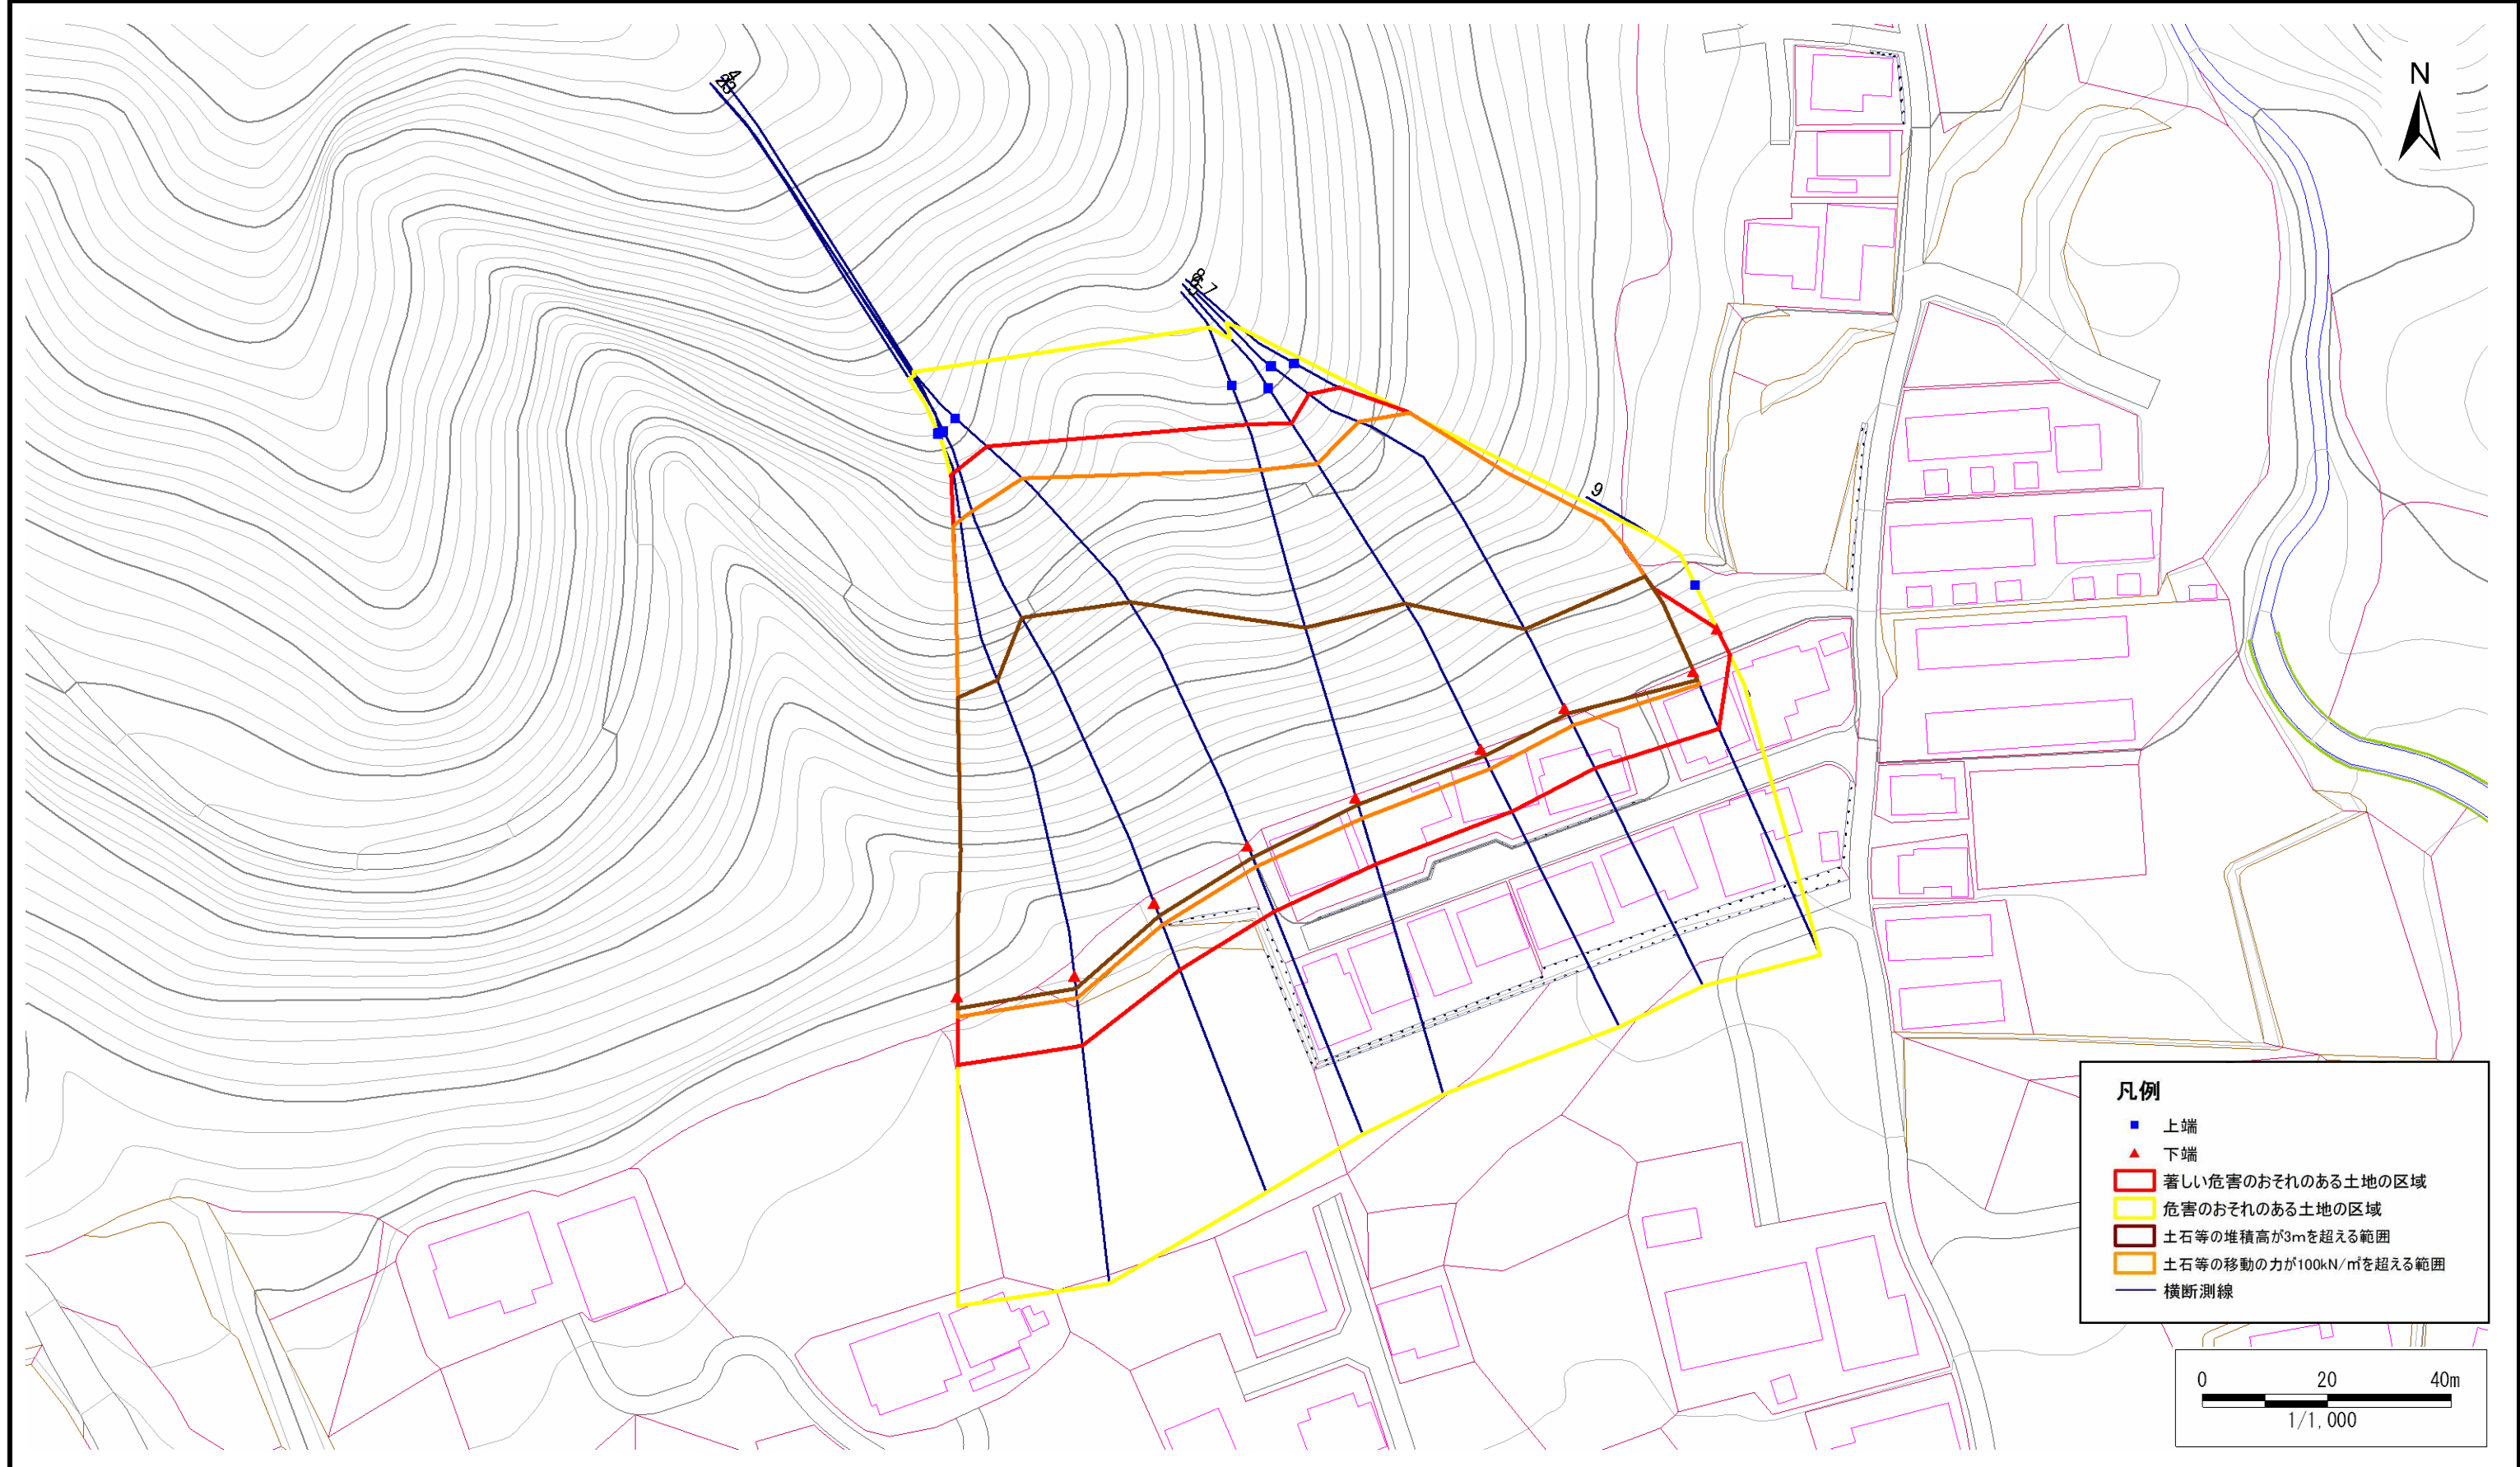 N
4
3
8
7
9
凡例
上端
下端
著しい危害のおそれのある土地の区域
危害のおそれのある土地の区域
土石等の堆積高が3mを超える範囲
土石等の移動の力が100kN/㎡を超える範囲
横断測線
0 20 40m
1/1,000